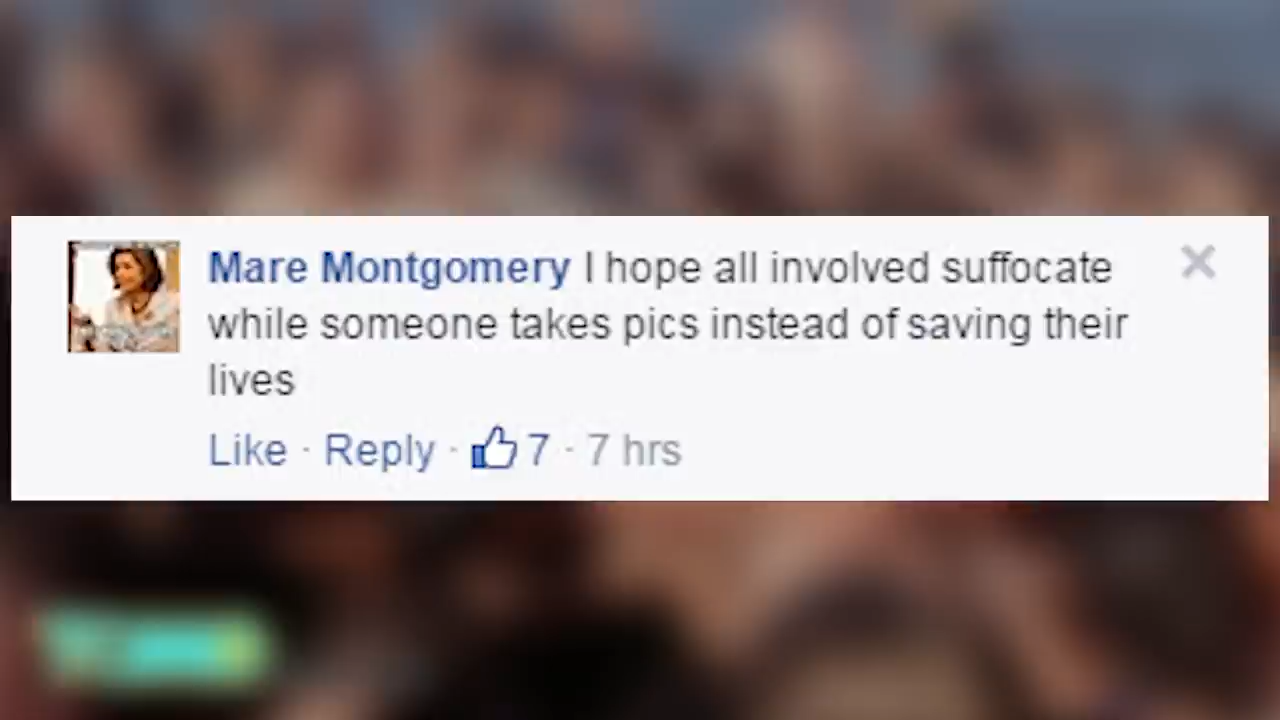 Mare Montgomery I hope all involved suffocate
while someone takes pics instead of saving their
lives
Like · Reply · 7 · 7 hrs